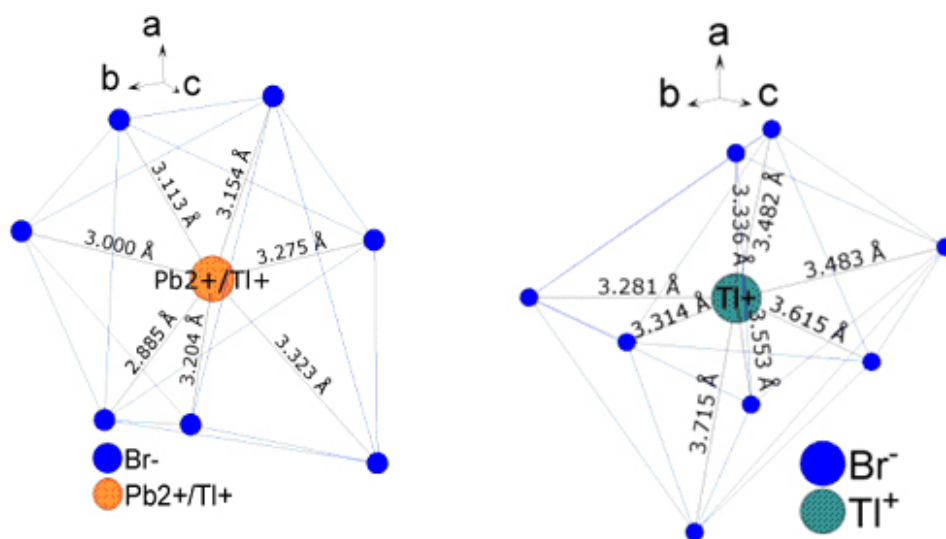 a
b
c
3.113 Å
3.154 Å
3.000 Å
3.275 Å
Pb2+/Tl+
2.885 Å
3.204 Å
3.323 Å
Br-
Pb2+/Tl+
a
b
c
3.336 Å
3.482 Å
3.483 Å
3.281 Å
Tl+
3.314 Å
3.615 Å
3.553 Å
3.715 Å
Br⁻
Tl⁺